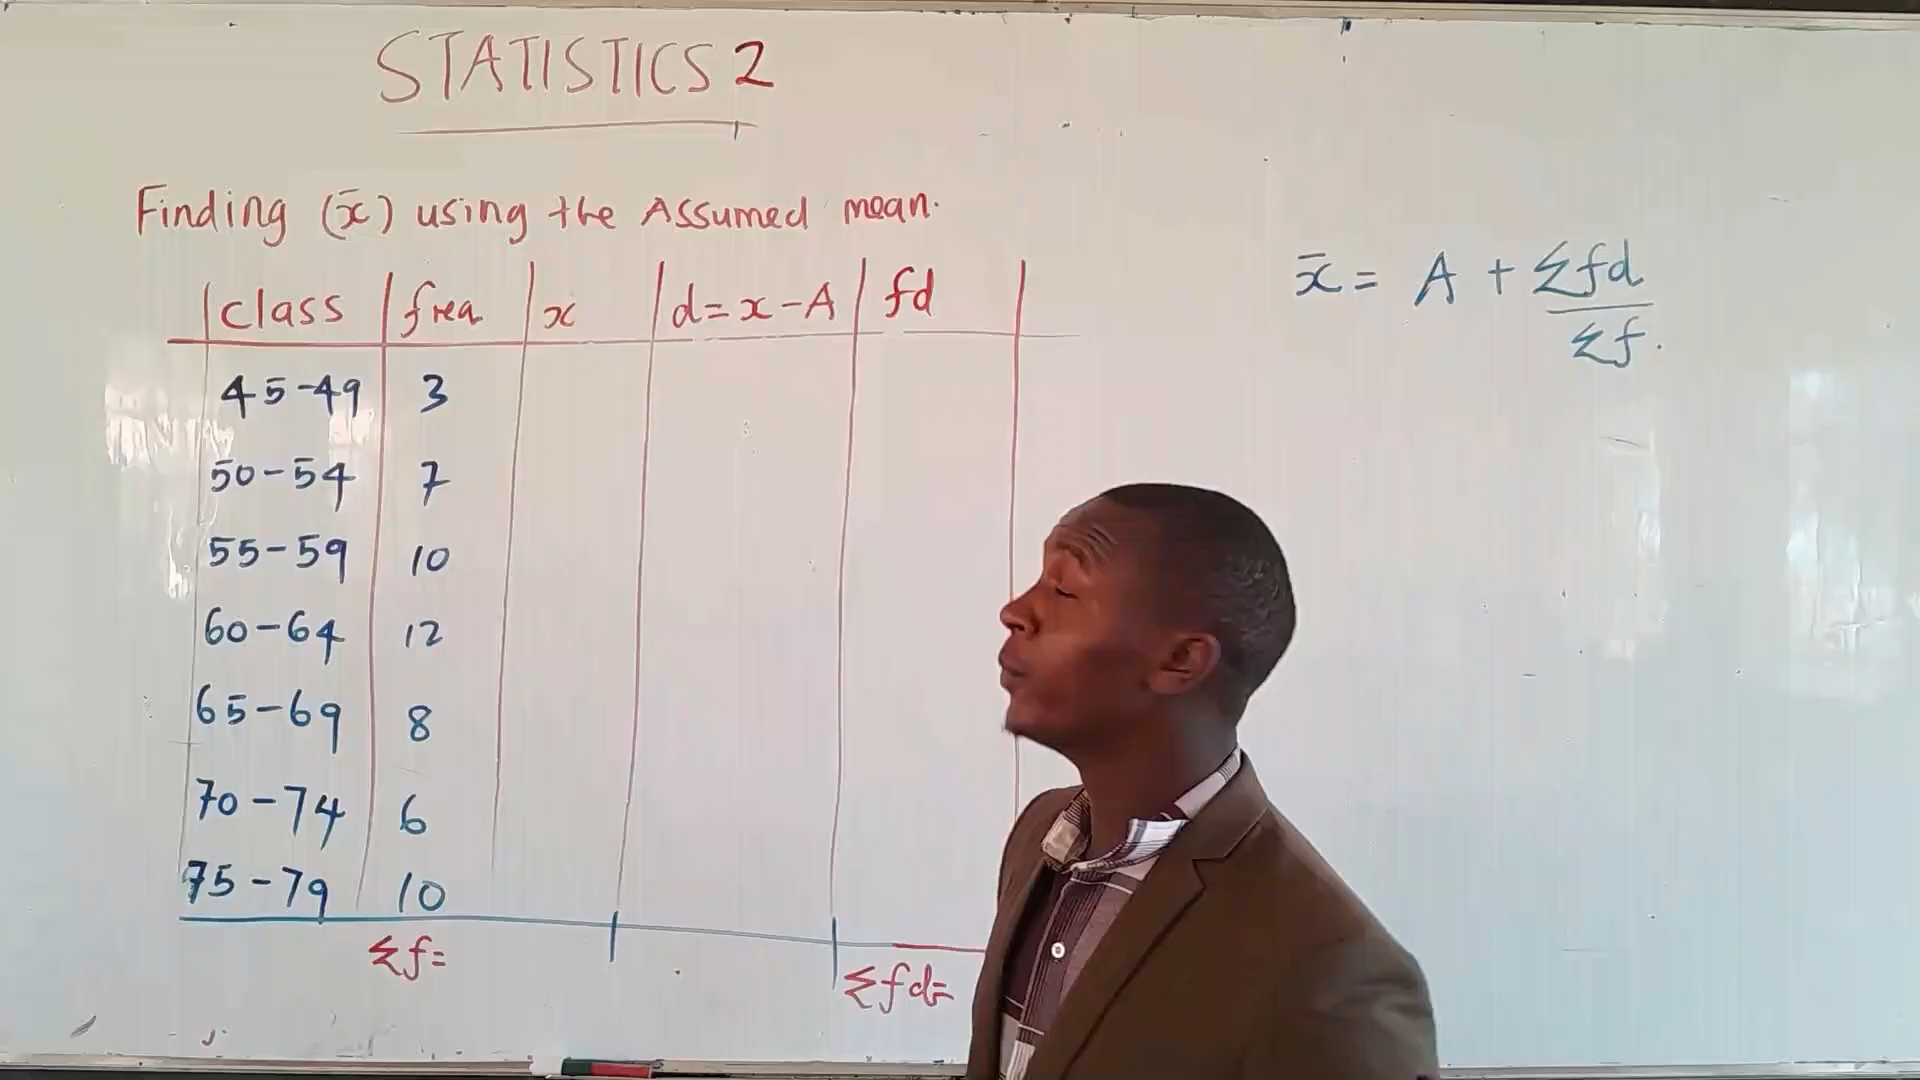 STATISTICS 2
Finding (x̄) using the Assumed mean.
class freq x d=x-A fd
45-49 3
50-54 7
55-59 10
60-64 12
65-69 8
70-74 6
75-79 10
Σf=
Σfd=
x̄ = A + Σfd
Σf.